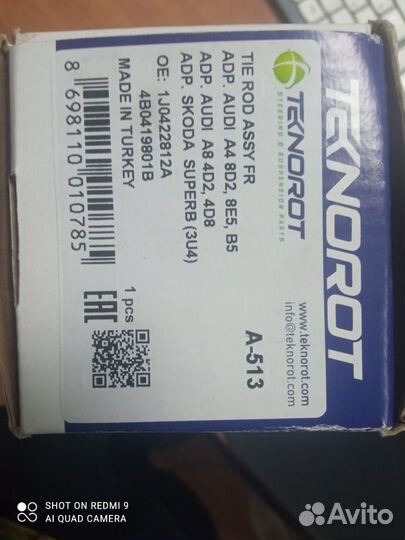 TEKNOROT
STEERING & SUSPENSION PARTS
TIE ROD ASSY FR
ADP. AUDI A4 8D2, 8E5, B5
ADP. AUDI A8 4D2, 4D8
ADP. SKODA SUPERB (3U4)
OE: 1J0422812A
4B0419801B
MADE IN TURKEY
8 698110 010785
EAC
1 pcs
A-513
www.teknorot.com
info@teknorot.com
TEKNOROT
SHOT ON REDMI 9
AI QUAD CAMERA
Avito